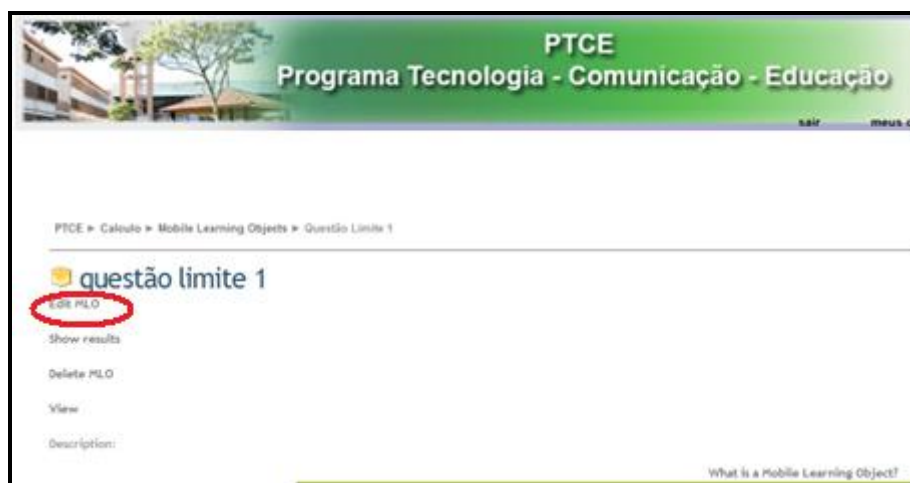 PTCE
Programa Tecnologia - Comunicação - Educação
sair meus
PTCE ► Calculo ► Mobile Learning Objects ► Questão Limite 1
questão limite 1
Edit MLO
Show results
Delete MLO
View
Description:
What is a Mobile Learning Object?